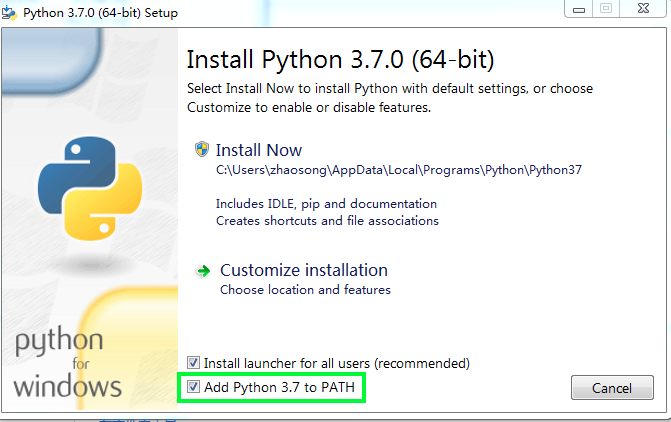 Python 3.7.0 (64-bit) Setup
Install Python 3.7.0 (64-bit)
Select Install Now to install Python with default settings, or choose
Customize to enable or disable features.
Install Now
C:\Users\zhaosong\AppData\Local\Programs\Python\Python37
Includes IDLE, pip and documentation
Creates shortcuts and file associations
Customize installation
Choose location and features
Install launcher for all users (recommended)
Add Python 3.7 to PATH
Cancel
python
for
windows